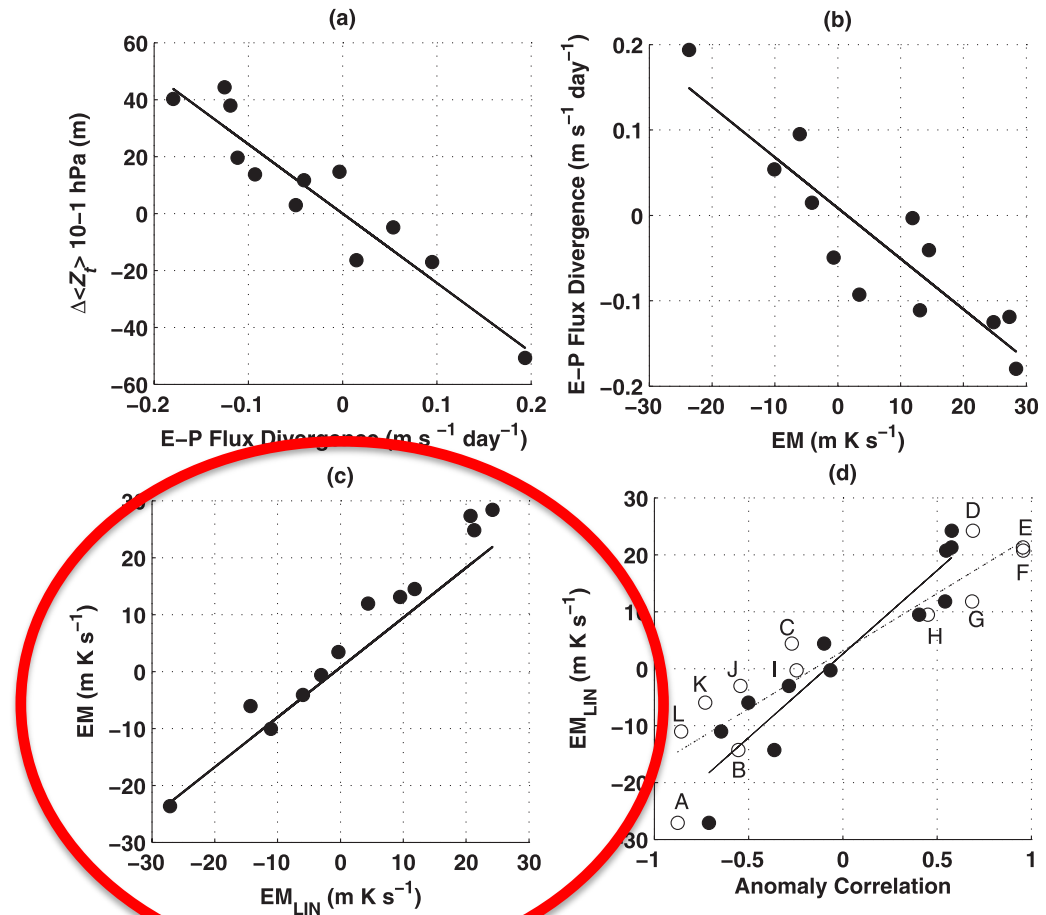 (a)
60
40
20
0
−20
−40
−60
Δ<Z_t> 10−1 hPa (m)
−0.2 −0.1 0 0.1 0.2
E−P Flux Divergence (m s⁻¹ day⁻¹)
(b)
0.2
0.1
0
−0.1
−0.2
E−P Flux Divergence (m s⁻¹ day⁻¹)
−30 −20 −10 0 10 20 30
EM (m K s⁻¹)
(c)
30
20
10
0
−10
−20
−30
EM (m K s⁻¹)
−30 −20 −10 0 10 20 30
EM_LIN (m K s⁻¹)
(d)
30
20
10
0
−10
−20
−30
EM_LIN (m K s⁻¹)
D
E
F
G
H
C
I
J
K
L
B
A
−1 −0.5 0 0.5 1
Anomaly Correlation